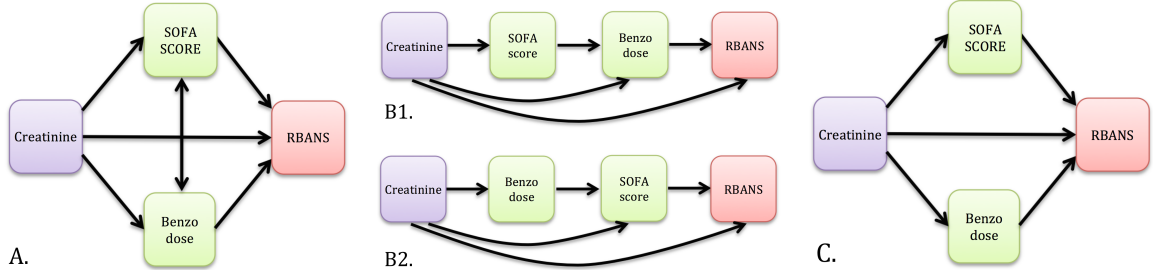 SOFA
SCORE
Creatinine
RBANS
Benzo
dose
A.
Creatinine
SOFA
score
Benzo
dose
RBANS
B1.
Creatinine
Benzo
dose
SOFA
score
RBANS
B2.
SOFA
SCORE
Creatinine
RBANS
Benzo
dose
C.